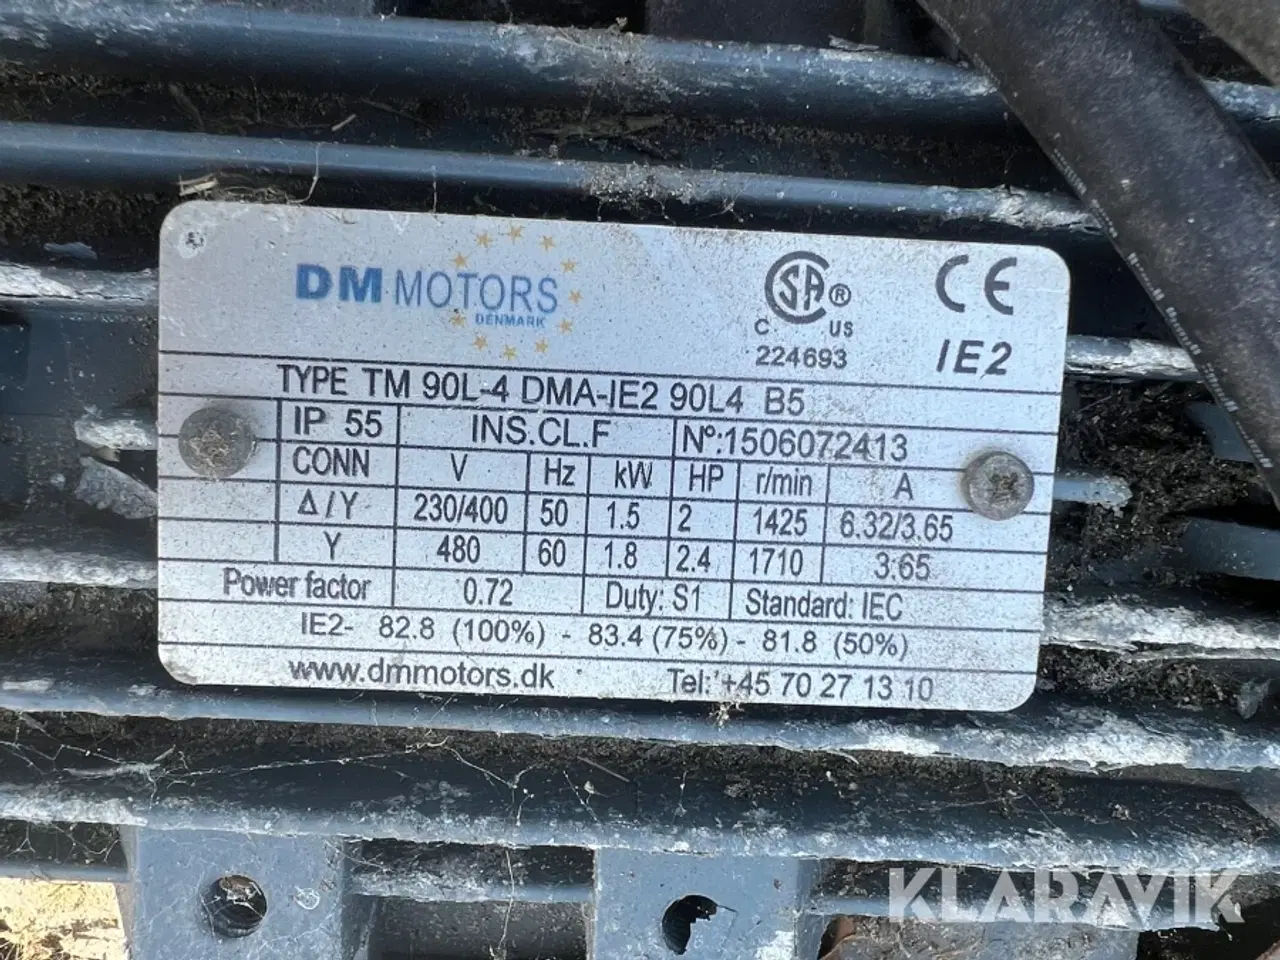 DM MOTORS
DENMARK
CSA®
C US
224693
CE
IE2
TYPE TM 90L-4 DMA-IE2 90L4 B5
IP 55 INS.CL.F Nº:1506072413
CONN V Hz kW HP r/min A
Δ/Y 230/400 50 1.5 2 1425 6.32/3.65
Y 480 60 1.8 2.4 1710 3.65
Power factor 0.72 Duty: S1 Standard: IEC
IE2- 82.8 (100%) - 83.4 (75%) - 81.8 (50%)
www.dmmotors.dk Tel: +45 70 27 13 10
KLARAVIK